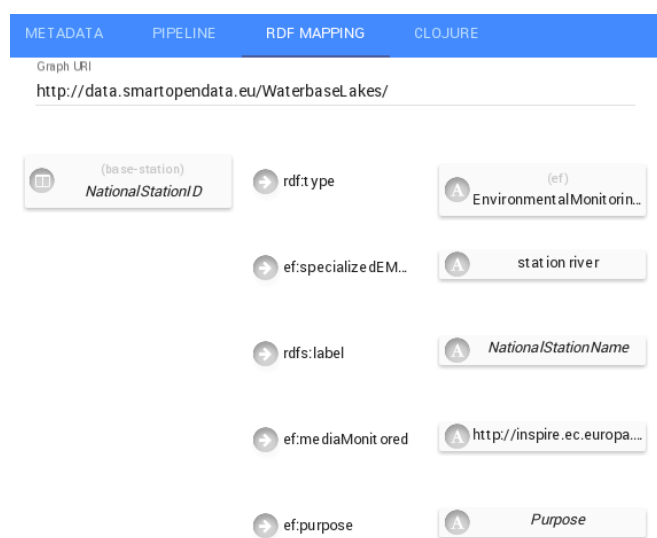 METADATA PIPELINE RDF MAPPING CLOJURE
Graph URI
http://data.smartopendata.eu/WaterbaseLakes/
(base-station)
NationalStationID
rdf:type
(ef)
EnvironmentalMonitorin...
ef:specializedEM...
station river
rdfs:label
NationalStationName
ef:mediaMonitored
http://inspire.ec.europa....
ef:purpose
Purpose